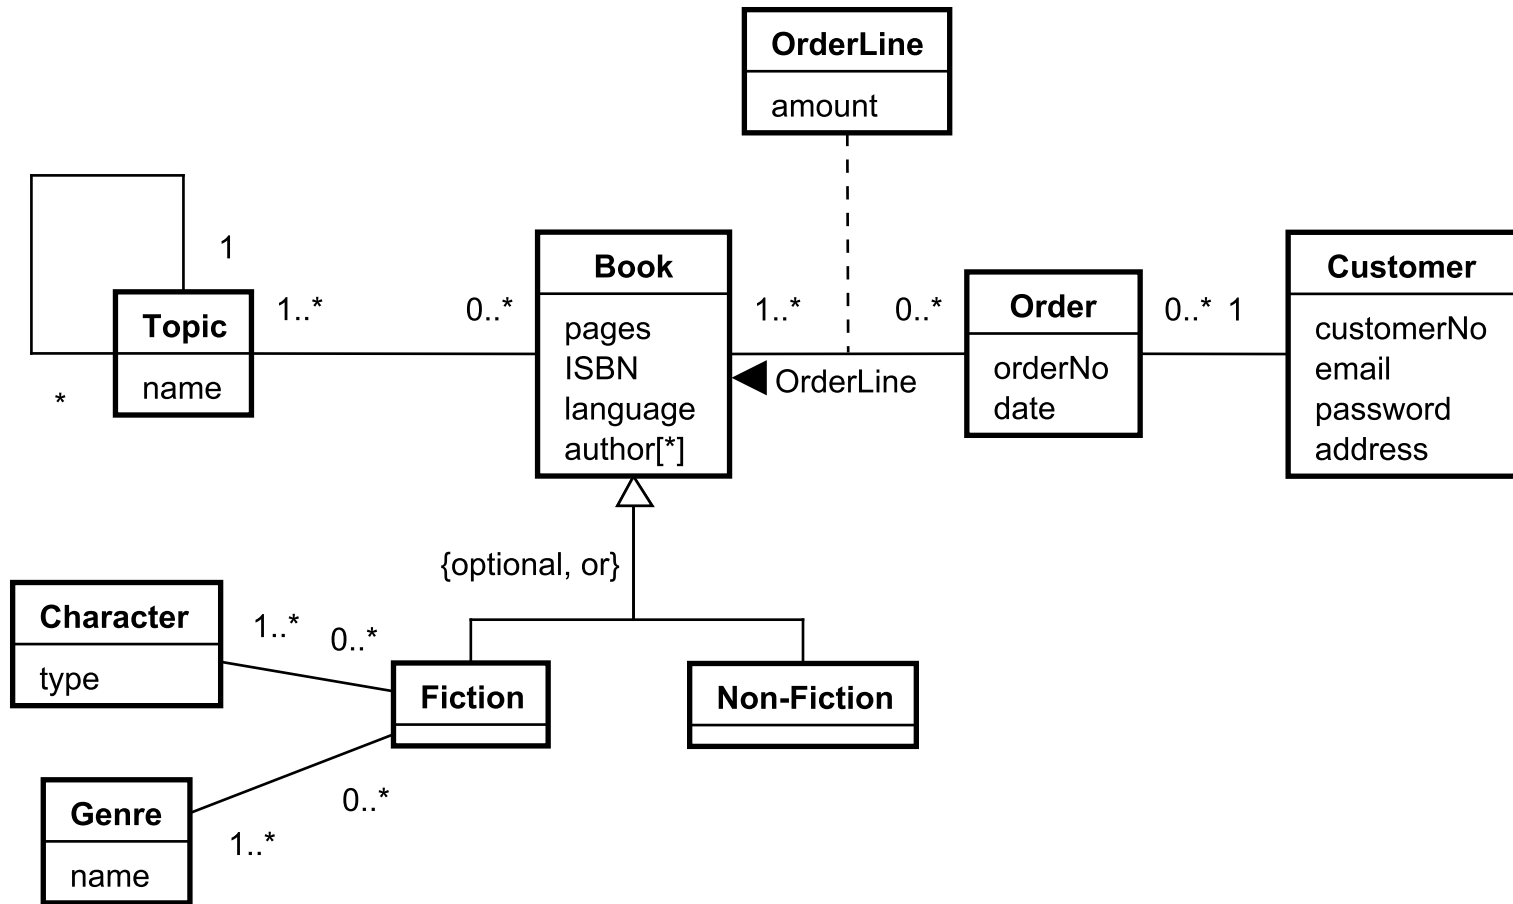 OrderLine
amount
1
Topic
name
*
1..*
0..*
Book
pages
ISBN
language
author[*]
1..*
0..*
OrderLine
Order
orderNo
date
0..* 1
Customer
customerNo
email
password
address
{optional, or}
Character
type
1..*
0..*
Fiction
Non-Fiction
Genre
name
1..*
0..*